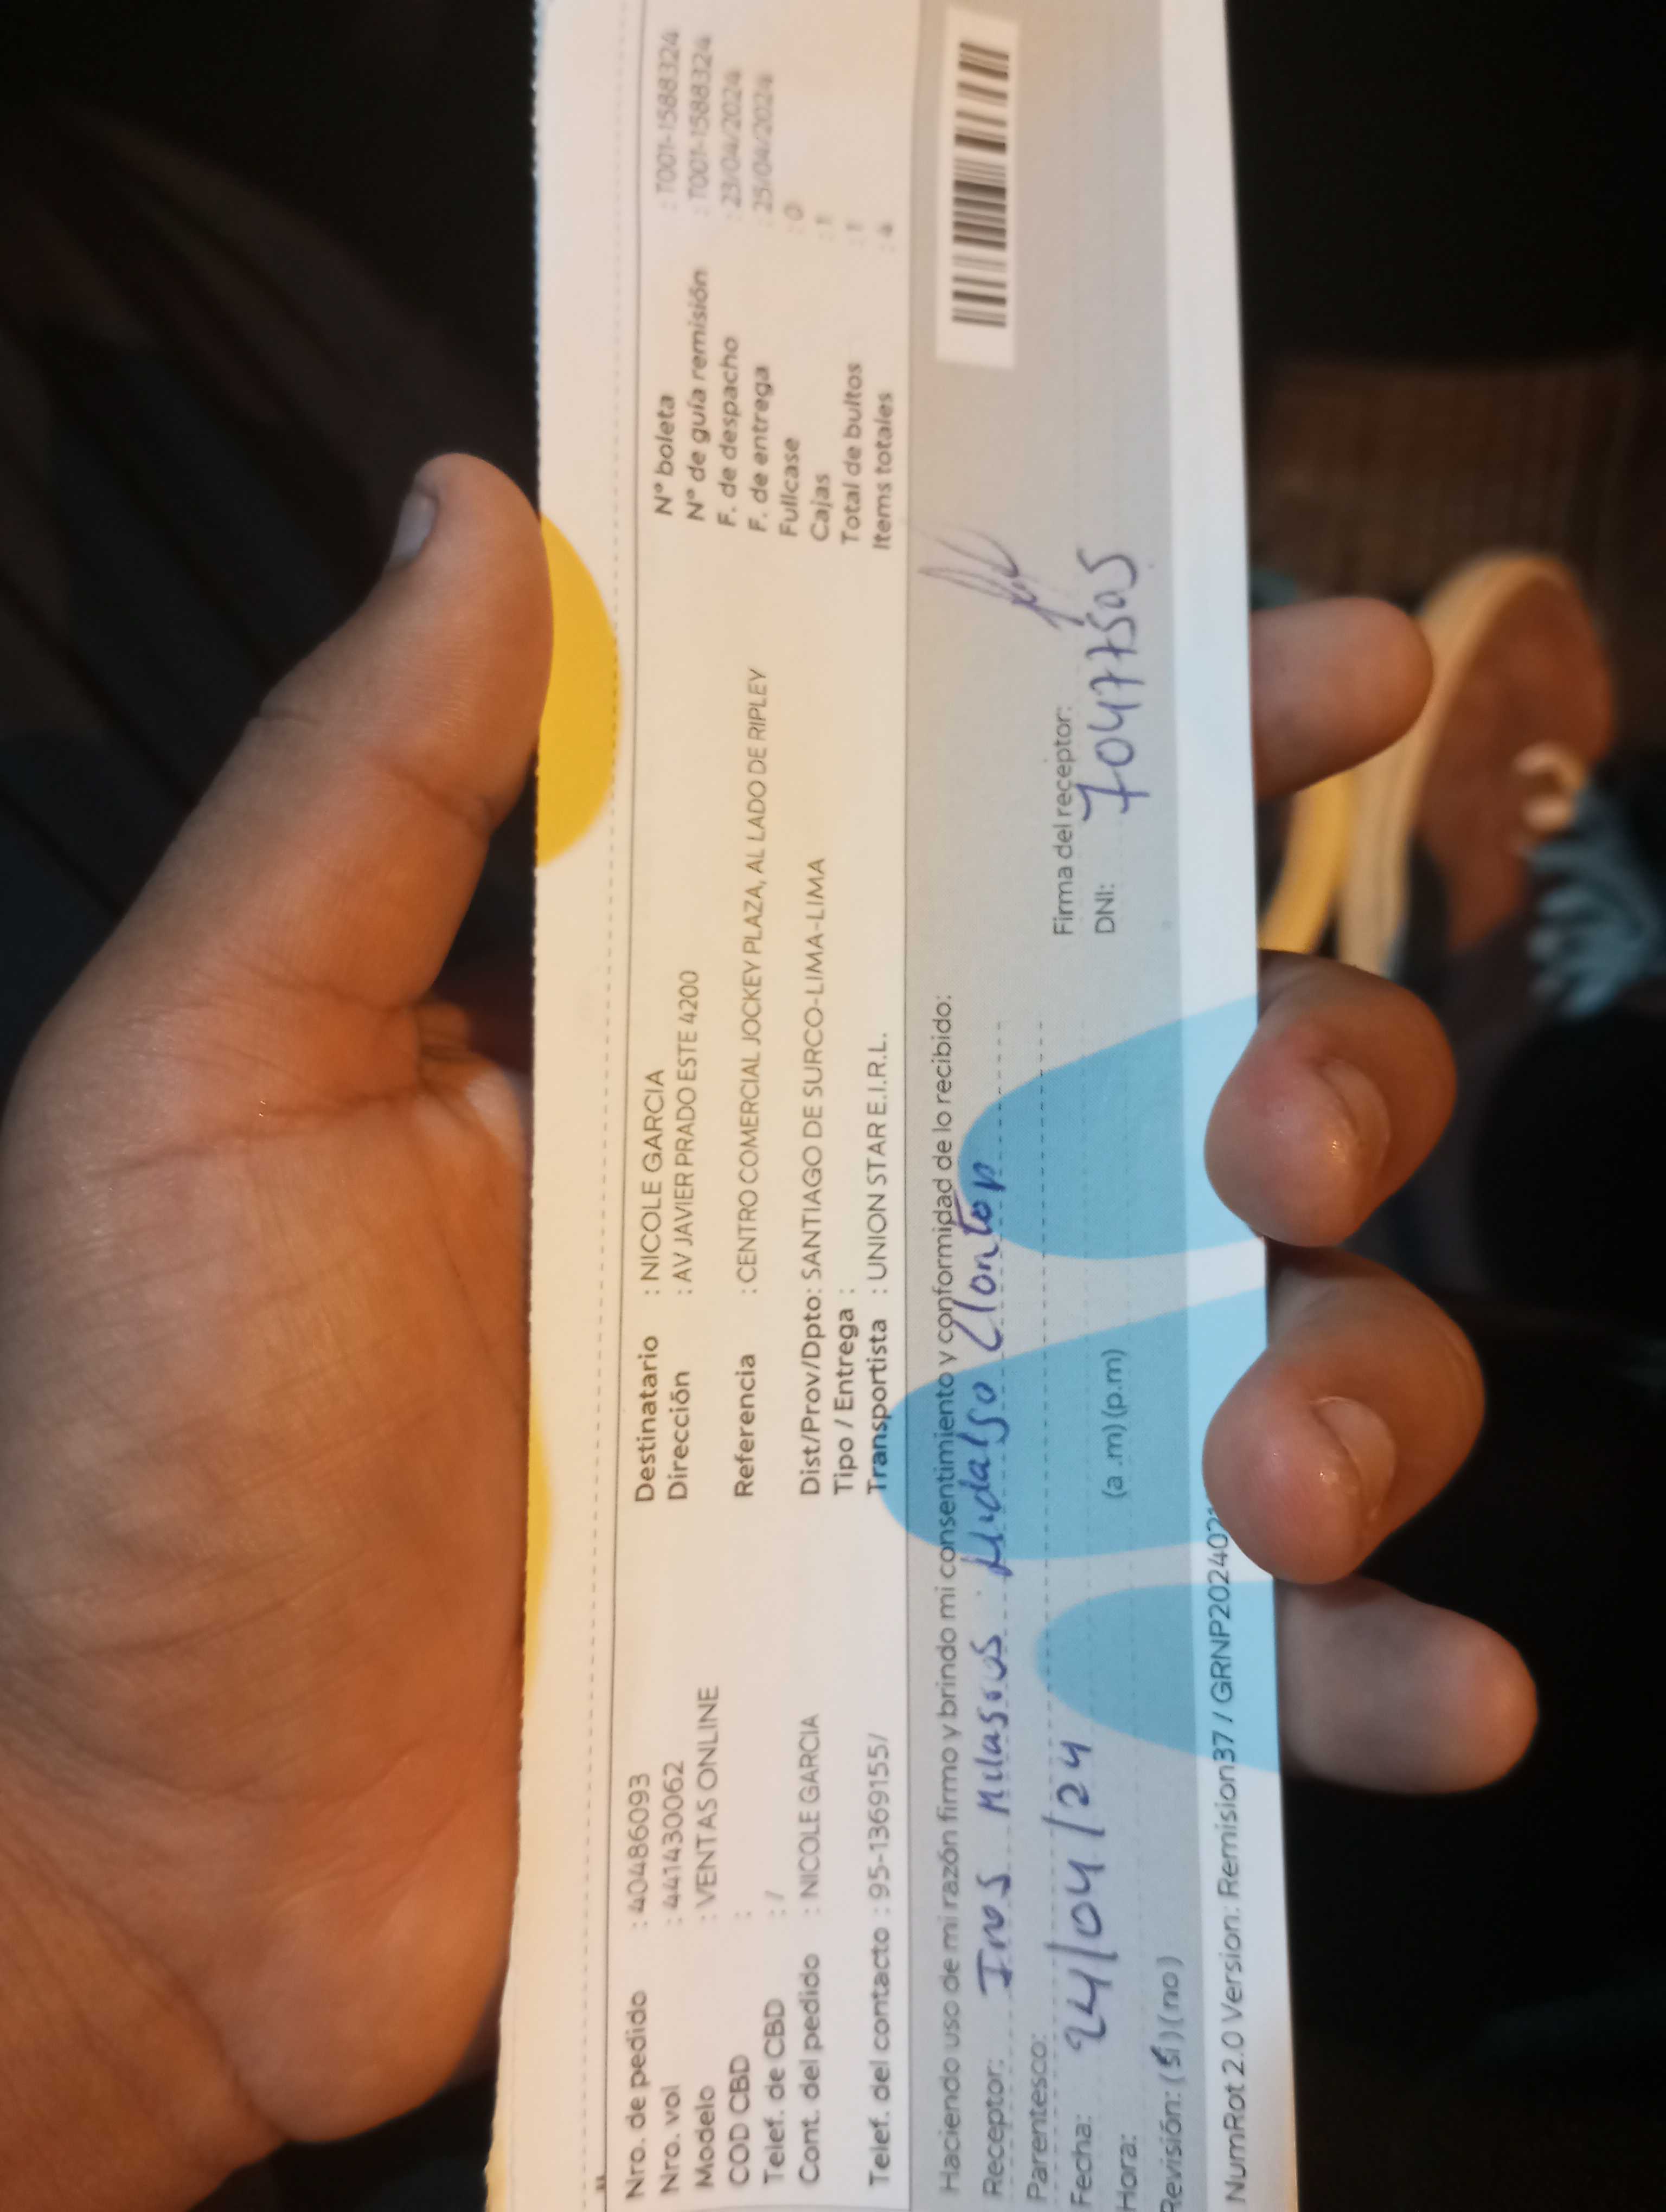 Nro. de pedido : 40486093
Nro. vol : 441430062
Modelo : VENTAS ONLINE
COD CBD :
Telef. de CBD : /
Cont. del pedido : NICOLE GARCIA
Telef. del contacto : 95-1369155/
Destinatario : NICOLE GARCIA
Dirección : AV JAVIER PRADO ESTE 4200
Referencia : CENTRO COMERCIAL JOCKEY PLAZA, AL LADO DE RIPLEY
Dist/Prov/Dpto: SANTIAGO DE SURCO-LIMA-LIMA
Tipo / Entrega :
Transportista : UNION STAR E.I.R.L.
N° boleta : T001-1588324
N° de guía remisión : T001-1588324
F. de despacho : 23/04/2024
F. de entrega : 25/04/2024
Fullcase : 0
Cajas : 1
Total de bultos : 1
Items totales : 4
Haciendo uso de mi razón firmo y brindo mi consentimiento y conformidad de lo recibido:
Receptor: Milagros Hidalgo
Parentesco:
Fecha: 24/04/24
Hora: (a .m) (p.m)
Revisión: (si) (no)
Firma del receptor:
DNI: 70477505
NumRot 2.0 Version: Remision37 / GRNP202402